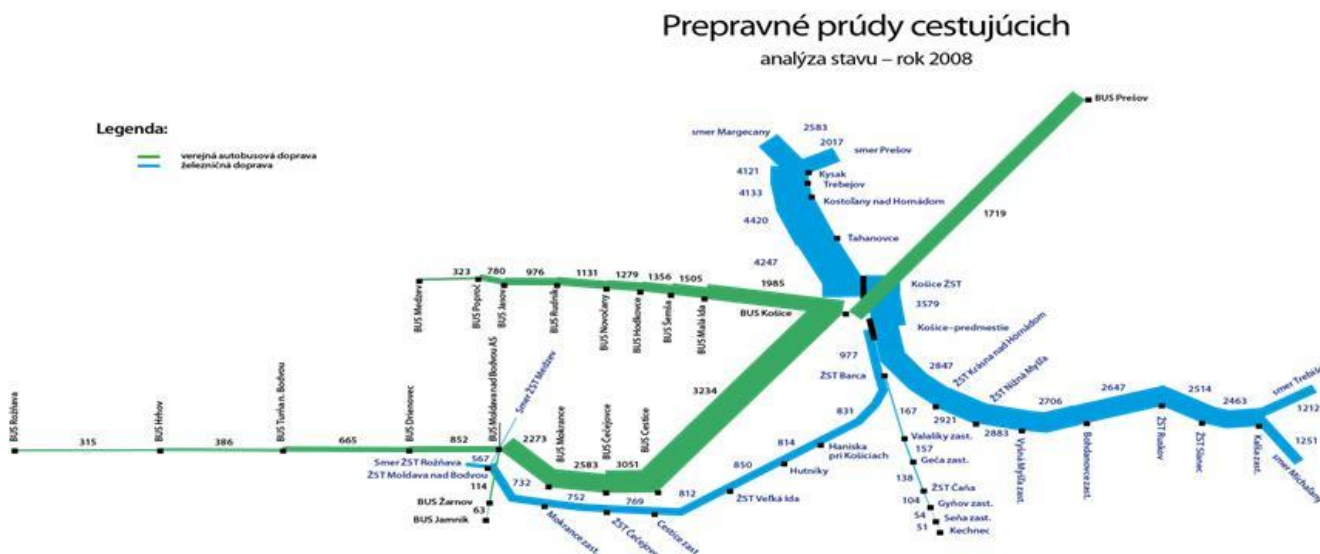 Prepravné prúdy cestujúcich
analýza stavu – rok 2008
Legenda:
verejná autobusová doprava
železničná doprava
BUS Prešov
1719
smer Margecany
2583
2017
smer Prešov
4121
Kysak
Trebejov
4133
Kostoľany nad Hornádom
4420
Ťahanovce
4247
Košice ŽST
3579
Košice–predmestie
323
780
976
1131
1279
1356
1505
1985
BUS Medzev
BUS Poproč
BUS Janov
BUS Rudník
BUS Novočany
BUS Hodkovce
BUS Šemša
BUS Malá Ida
BUS Košice
977
ŽST Barca
2847
ŽST Krásna nad Hornádom
ŽST Nižná Myšľa
2921
2883
2706
2647
2514
2463
1212
1251
smer Michaľany
Vyšná Myšľa zast.
Bohdanovce zast.
ŽST Ruskov
ŽST Slanec
Kalša zast.
3234
831
167
Valaliky zast.
157
Geča zast.
138
ŽST Čaňa
104
Gyňov zast.
54
Seňa zast.
51
Kechnec
BUS Rožňava
BUS Hrhov
BUS Turňa n. Bodvou
BUS Drienovec
BUS Moldava nad Bodvou AS
Smer ŽST Medzev
BUS Mokrance
BUS Čečejovce
BUS Cestice
315
386
665
852
2273
2583
3051
814
Haniska
pri Košiciach
Hutníky
850
ŽST Veľká Ida
812
Smer ŽST Rožňava
567
ŽST Moldava nad Bodvou
114
732
752
769
BUS Žarnov
63
BUS Jamník
Mokrance zast.
ŽST Čečejovce
Cestice zast.